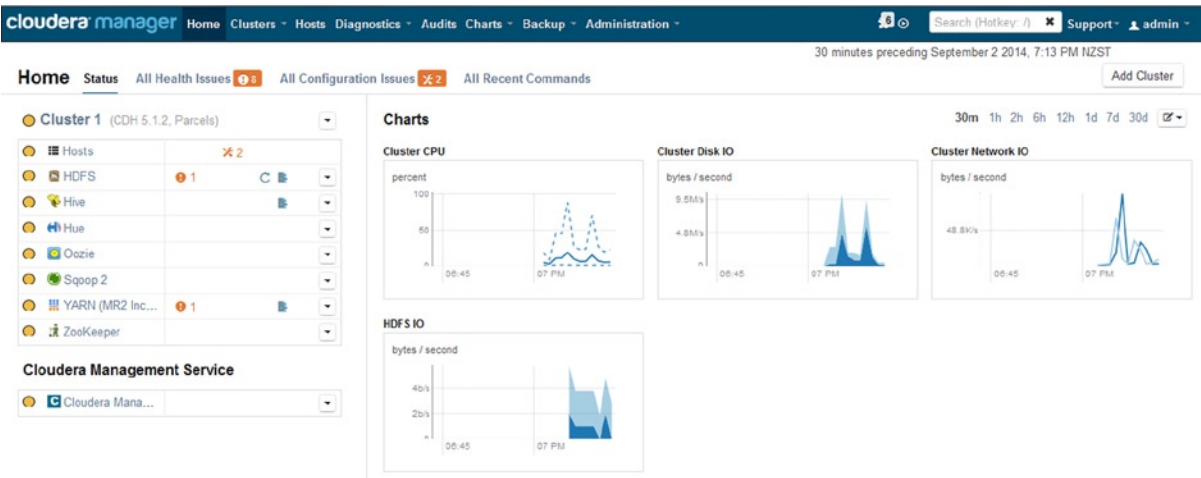 cloudera manager Home Clusters Hosts Diagnostics Audits Charts Backup Administration 6 Search (Hotkey: /) Support admin
30 minutes preceding September 2 2014, 7:13 PM NZST
Home Status All Health Issues 8 All Configuration Issues 2 All Recent Commands Add Cluster
Cluster 1 (CDH 5.1.2, Parcels)
Hosts 2
HDFS 1
Hive
Hue
Oozie
Sqoop 2
YARN (MR2 Inc... 1
ZooKeeper
Cloudera Management Service
Cloudera Mana...
Charts 30m 1h 2h 6h 12h 1d 7d 30d
Cluster CPU
percent
100
50
0
06:45 07 PM
Cluster Disk IO
bytes / second
9.5M/s
4.8M/s
0
06:45 07 PM
Cluster Network IO
bytes / second
48.8K/s
06:45 07 PM
HDFS IO
bytes / second
4b/s
2b/s
0
06:45 07 PM